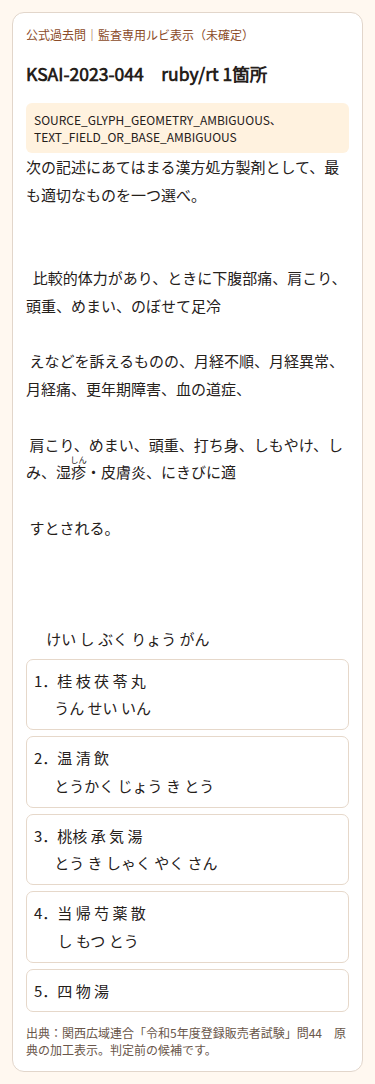 公式過去問｜監査専用ルビ表示（未確定）
KSAI-2023-044　ruby/rt 1箇所
SOURCE_GLYPH_GEOMETRY_AMBIGUOUS、
TEXT_FIELD_OR_BASE_AMBIGUOUS
次の記述にあてはまる漢方処方製剤として、最
も適切なものを一つ選べ。
比較的体力があり、ときに下腹部痛、肩こり、
頭重、めまい、のぼせて足冷
えなどを訴えるものの、月経不順、月経異常、
月経痛、更年期障害、血の道症、
肩こり、めまい、頭重、打ち身、しもやけ、し
しん
み、湿疹・皮膚炎、にきびに適
すとされる。
けい し ぶく りょう がん
1．桂 枝 茯 苓 丸
うん せい いん
2．温 清 飲
とうかく じょう き とう
3．桃核 承 気 湯
とう き しゃく やく さん
4．当 帰 芍 薬 散
し もつ とう
5．四 物 湯
出典：関西広域連合「令和5年度登録販売者試験」問44　原
典の加工表示。判定前の候補です。